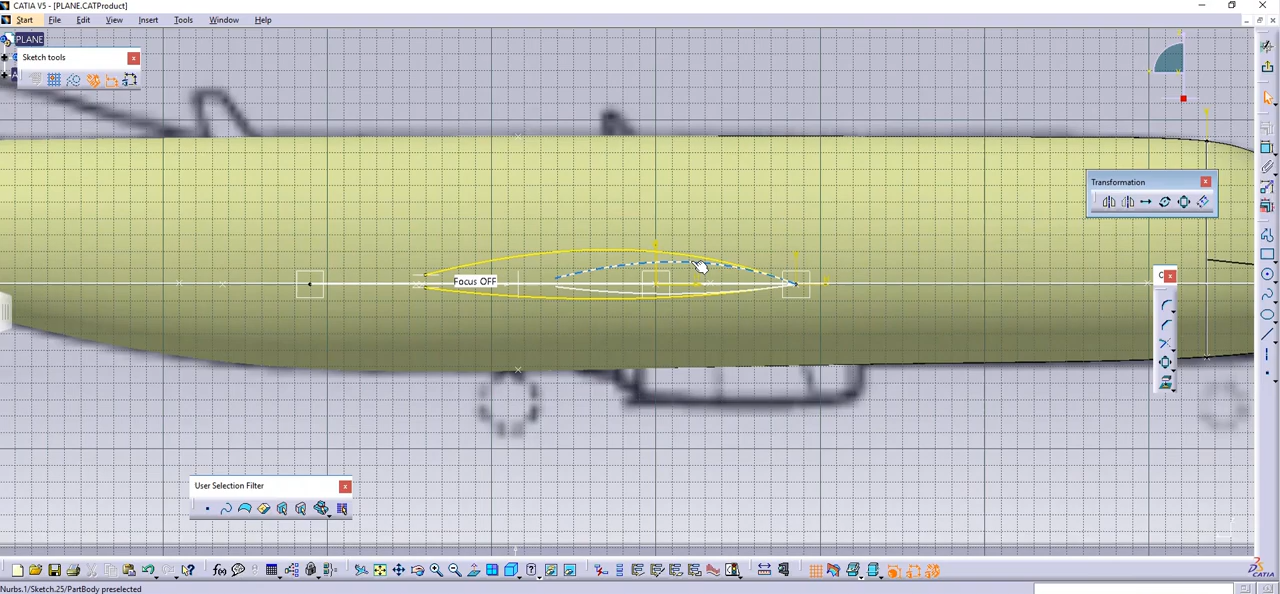 CATIA V5 - [PLANE.CATProduct]
Start File Edit View Insert Tools Window Help
PLANE
Sketch tools
Transformation
Focus OFF
User Selection Filter
CATIA
Nurbs.1/Sketch.25/PartBody preselected